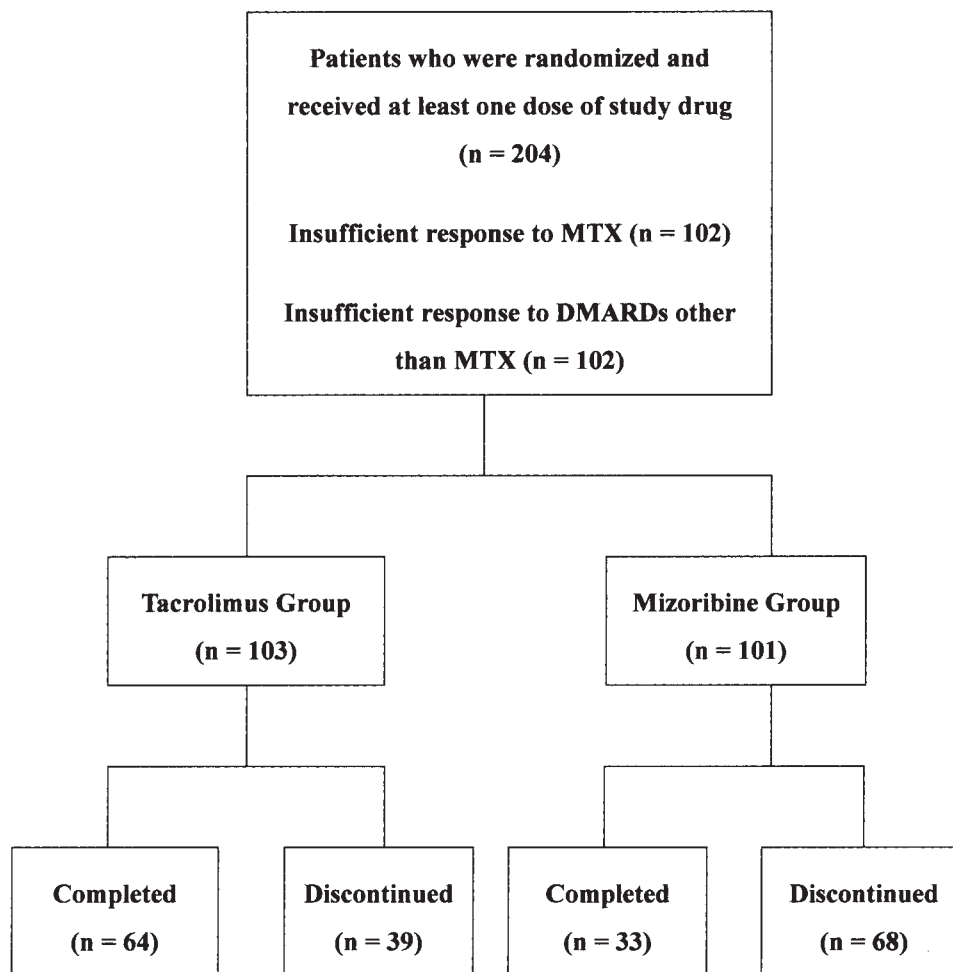 Patients who were randomized and
received at least one dose of study drug
(n = 204)
Insufficient response to MTX (n = 102)
Insufficient response to DMARDs other
than MTX (n = 102)
Tacrolimus Group
(n = 103)
Mizoribine Group
(n = 101)
Completed
(n = 64)
Discontinued
(n = 39)
Completed
(n = 33)
Discontinued
(n = 68)